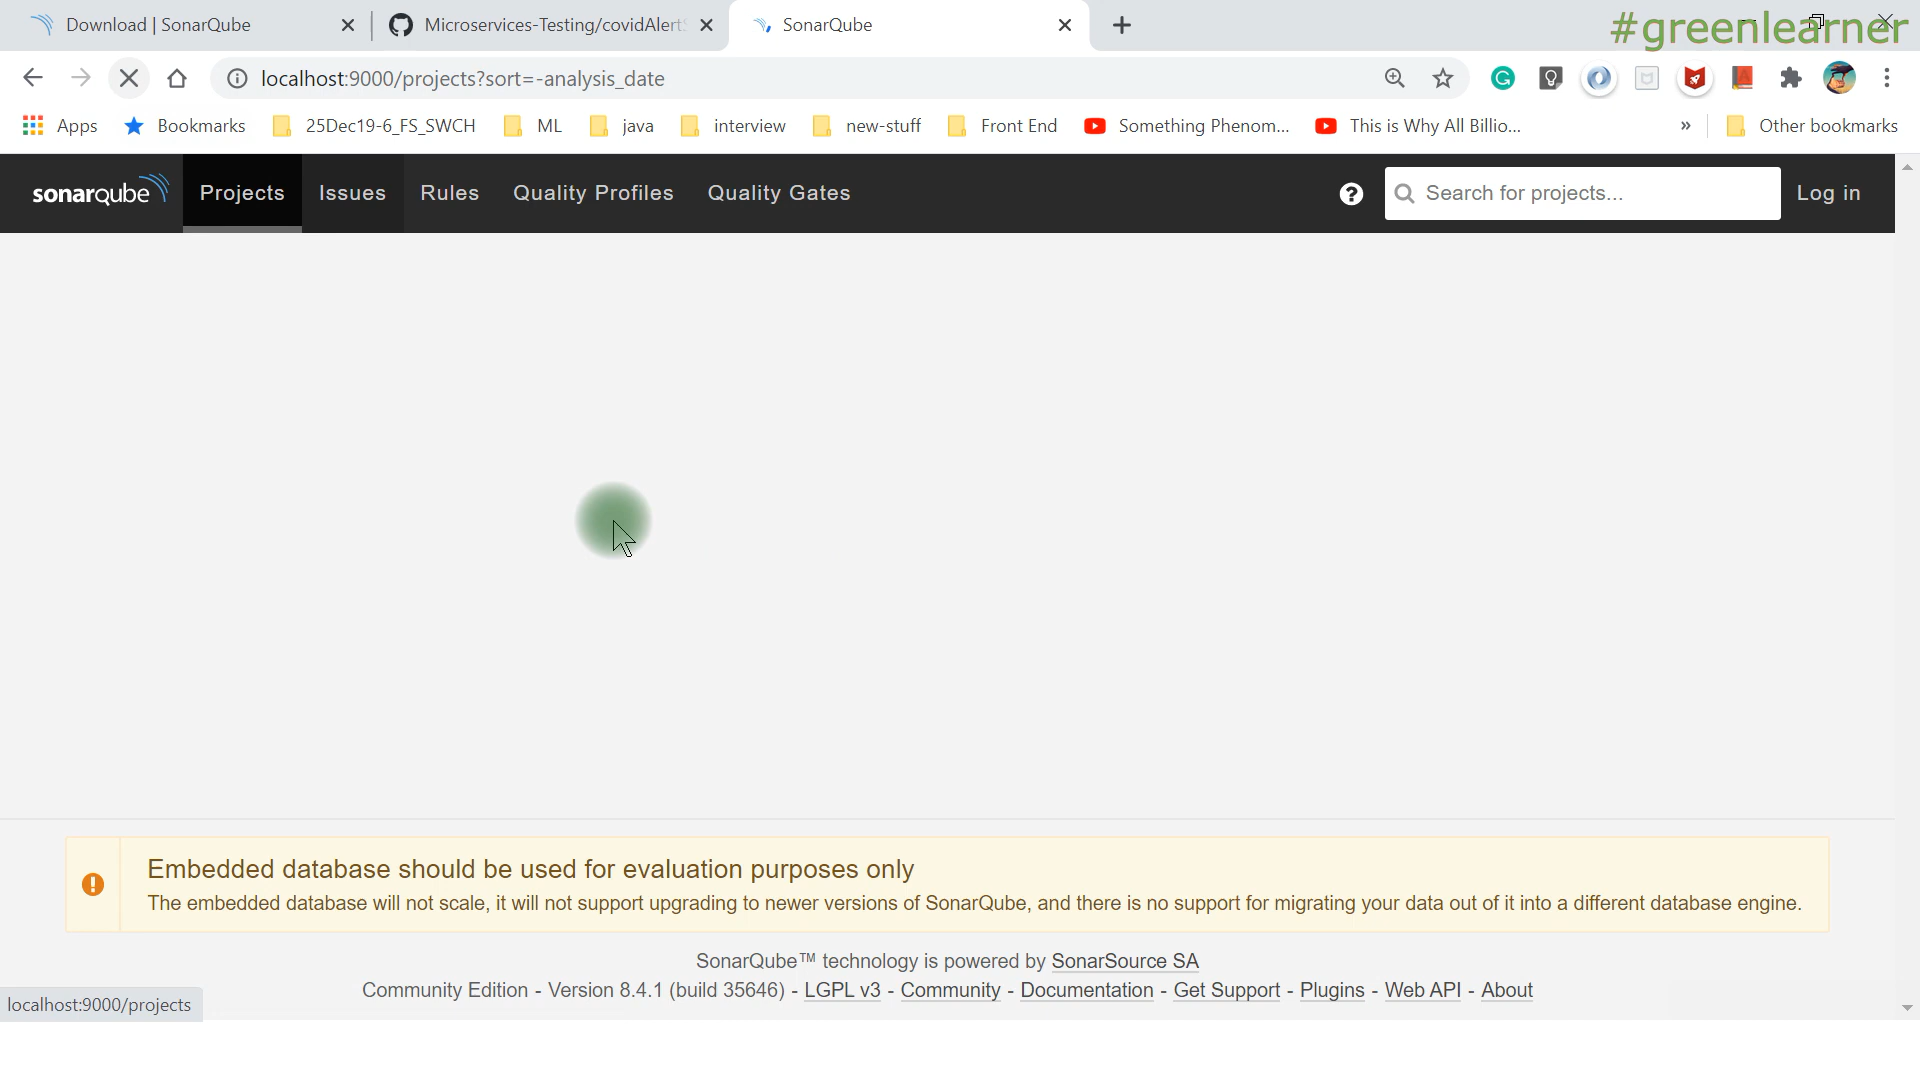 Download | SonarQube
Microservices-Testing/covidAlertS
SonarQube
#greenlearner
localhost:9000/projects?sort=-analysis_date
Apps
Bookmarks
25Dec19-6_FS_SWCH
ML
java
interview
new-stuff
Front End
Something Phenom...
This is Why All Billio...
»
Other bookmarks
sonarqube
Projects
Issues
Rules
Quality Profiles
Quality Gates
Search for projects...
Log in
Embedded database should be used for evaluation purposes only
The embedded database will not scale, it will not support upgrading to newer versions of SonarQube, and there is no support for migrating your data out of it into a different database engine.
SonarQube™ technology is powered by SonarSource SA
Community Edition - Version 8.4.1 (build 35646) - LGPL v3 - Community - Documentation - Get Support - Plugins - Web API - About
localhost:9000/projects